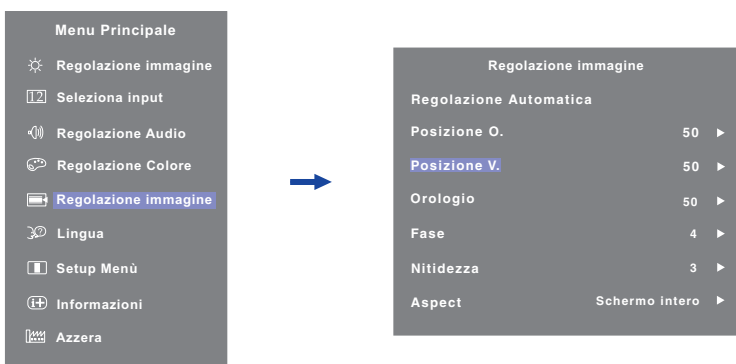 Menu Principale
Regolazione immagine
12 Seleziona input
Regolazione Audio
Regolazione Colore
Regolazione immagine
? Lingua
Setup Menù
i+ Informazioni
Azzera
Regolazione immagine
Regolazione Automatica
Posizione O. 50
Posizione V. 50
Orologio 50
Fase 4
Nitidezza 3
Aspect Schermo intero